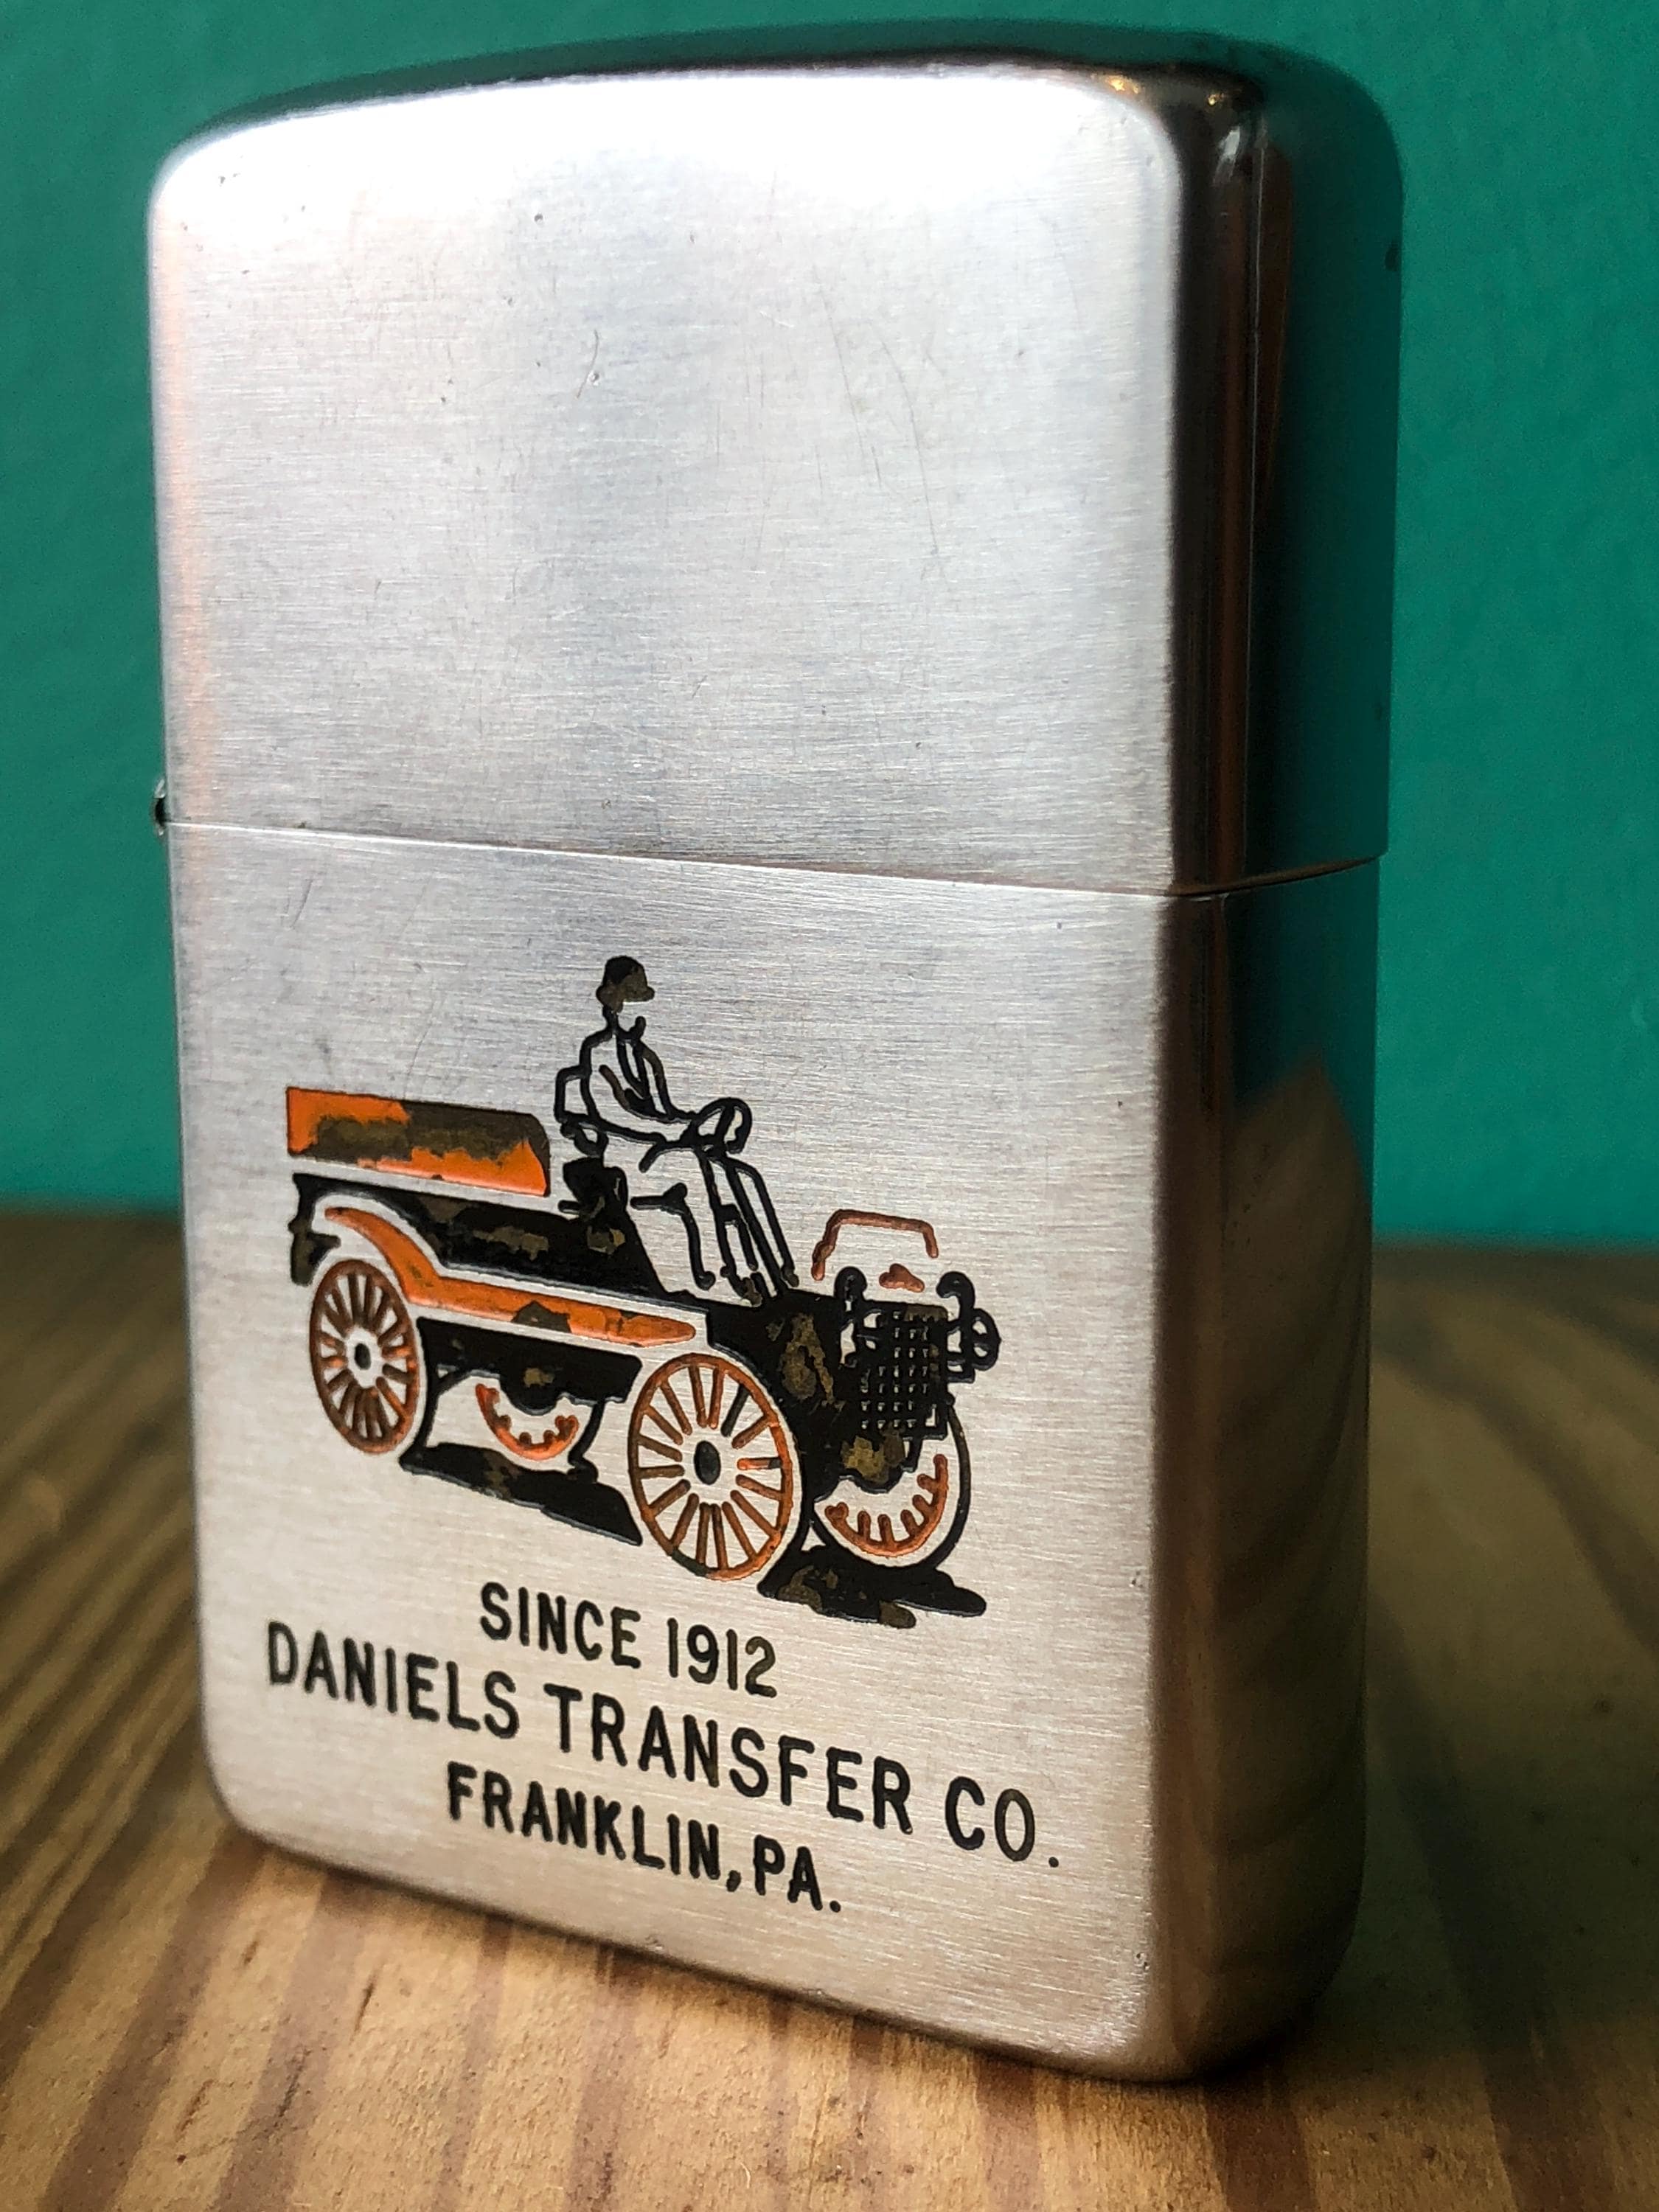 SINCE 1912
DANIELS TRANSFER CO.
FRANKLIN, PA.